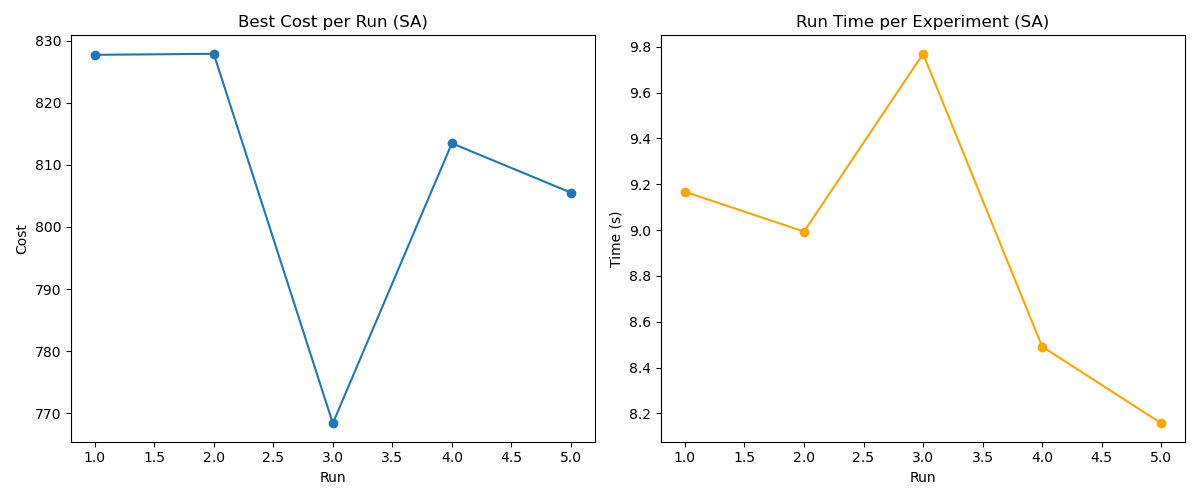 Best Cost per Run (SA)
830
820
810
800
790
780
770
Cost
1.0 1.5 2.0 2.5 3.0 3.5 4.0 4.5 5.0
Run
Run Time per Experiment (SA)
9.8
9.6
9.4
9.2
9.0
8.8
8.6
8.4
8.2
Time (s)
1.0 1.5 2.0 2.5 3.0 3.5 4.0 4.5 5.0
Run